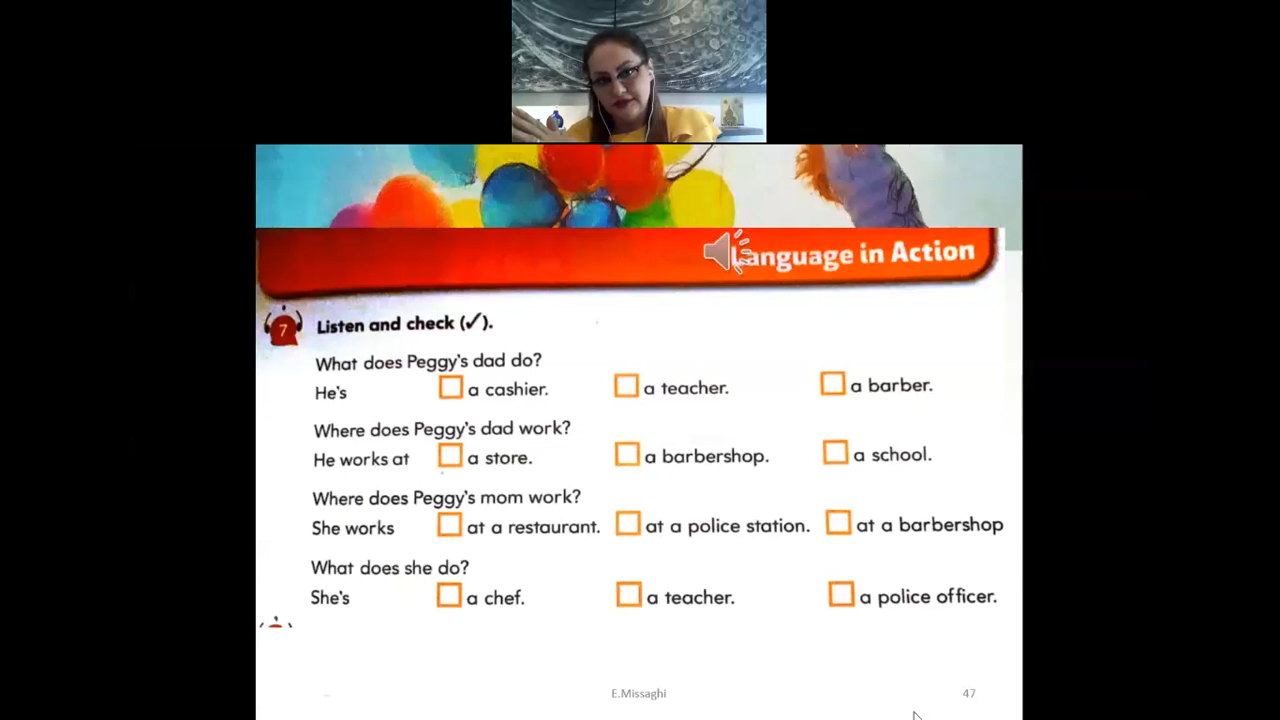 Language in Action
7 Listen and check (✓).
What does Peggy's dad do?
He's □ a cashier. □ a teacher. □ a barber.
Where does Peggy's dad work?
He works at □ a store. □ a barbershop. □ a school.
Where does Peggy's mom work?
She works □ at a restaurant. □ at a police station. □ at a barbershop
What does she do?
She's □ a chef. □ a teacher. □ a police officer.
E.Missaghi 47